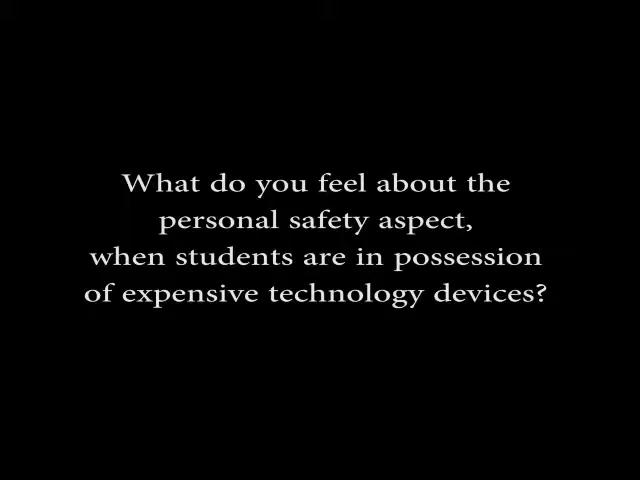 What do you feel about the
personal safety aspect,
when students are in possession
of expensive technology devices?